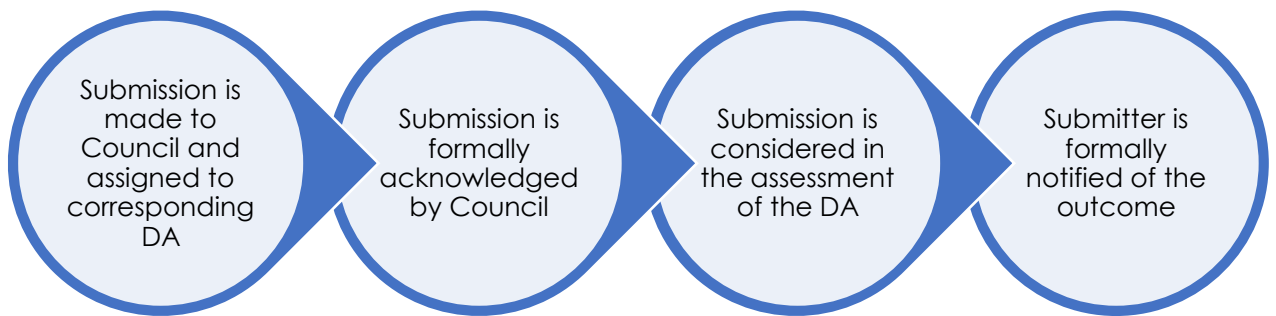 Submission is
made to
Council and
assigned to
corresponding
DA
Submission is
formally
acknowledged
by Council
Submission is
considered in
the assessment
of the DA
Submitter is
formally
notified of the
outcome